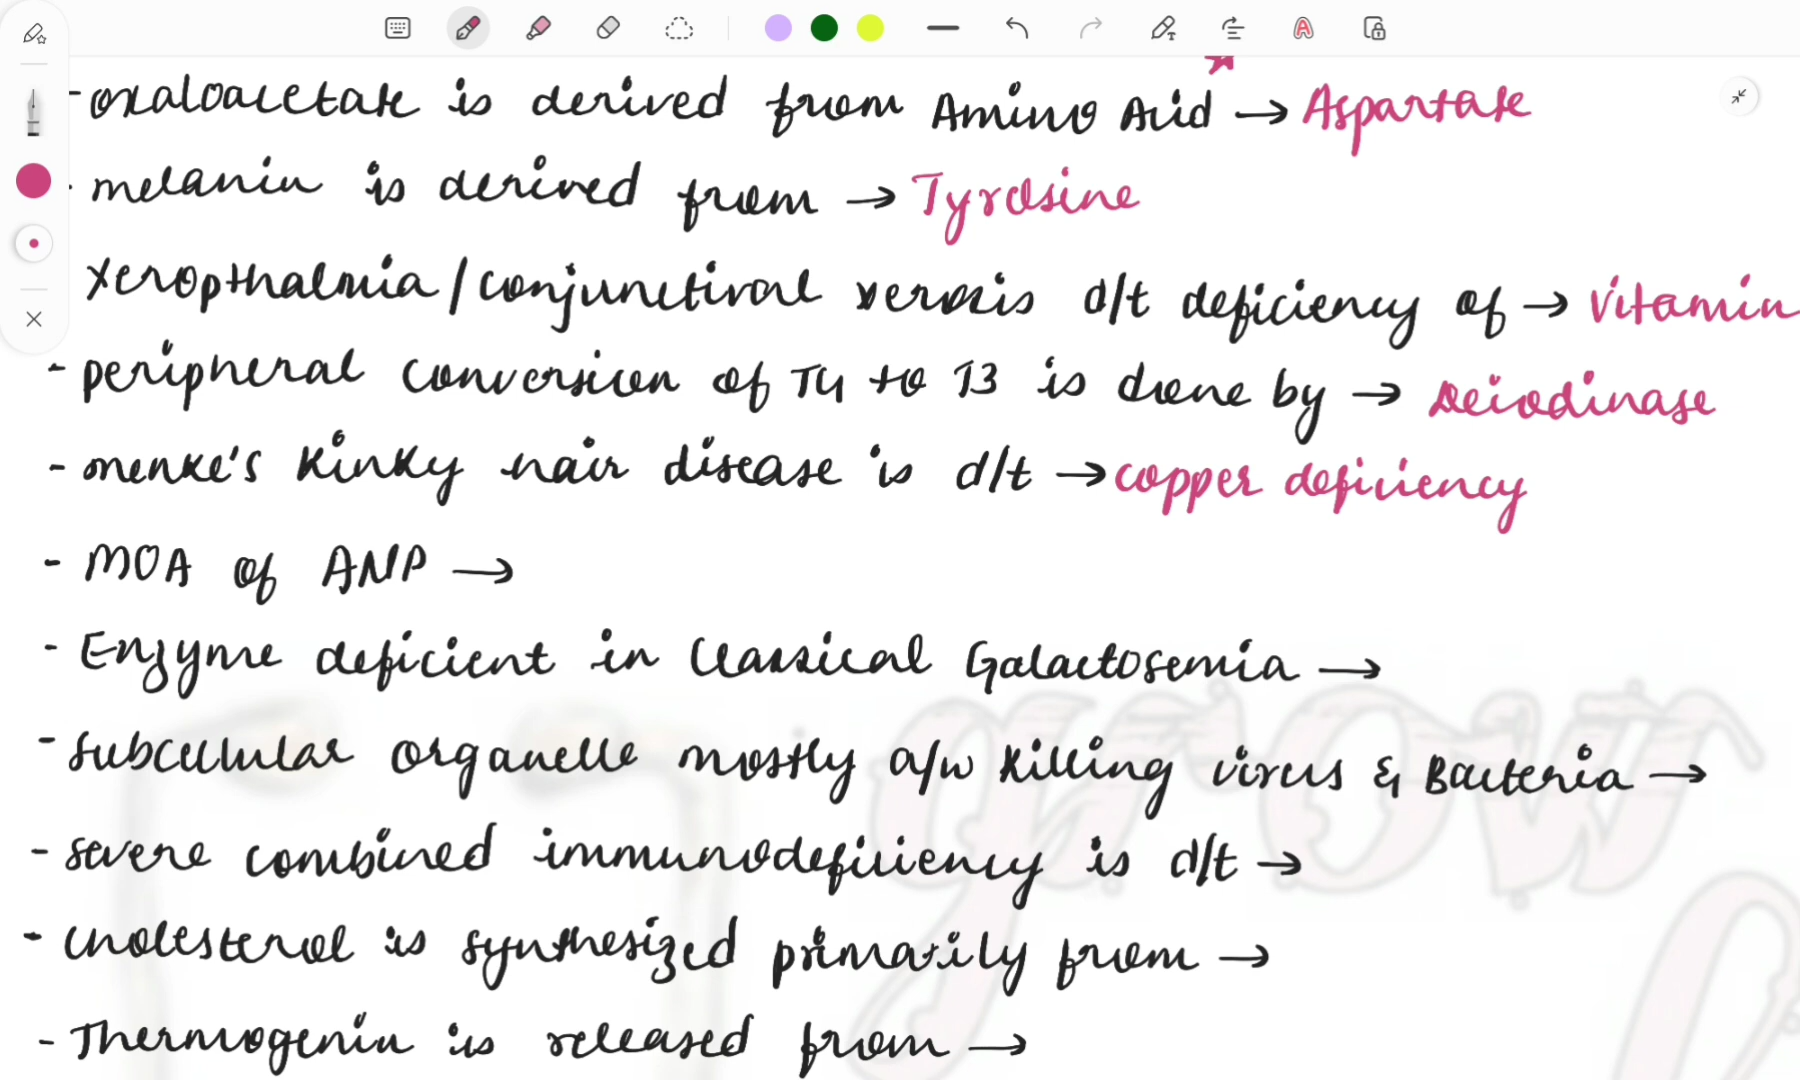 - oxaloacetate is derived from Amino Acid → Aspartate
- melanin is derived from → Tyrosine
xeropthalmia/conjunctival xerosis d/t deficiency of → Vitamin
- peripheral conversion of T4 to T3 is done by → Deiodinase
- menke's Kinky hair disease is d/t → copper deficiency
- MOA of ANP →
- Enzyme deficient in Classical Galactosemia →
- subcellular organelle mostly a/w Killing virus & Bacteria →
- severe combined immunodeficiency is d/t →
- cholesterol is synthesized primarily from →
- Thermogenin is released from →
grow